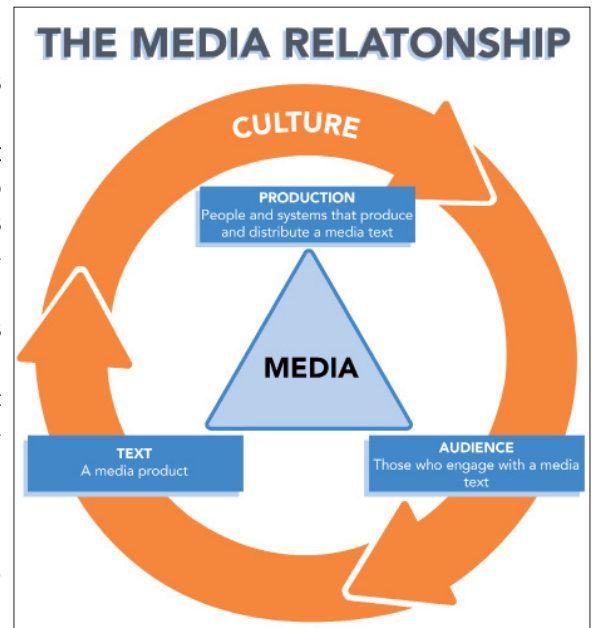 THE MEDIA RELATONSHIP
CULTURE
PRODUCTION
People and systems that produce
and distribute a media text
MEDIA
TEXT
A media product
AUDIENCE
Those who engage with a media
text